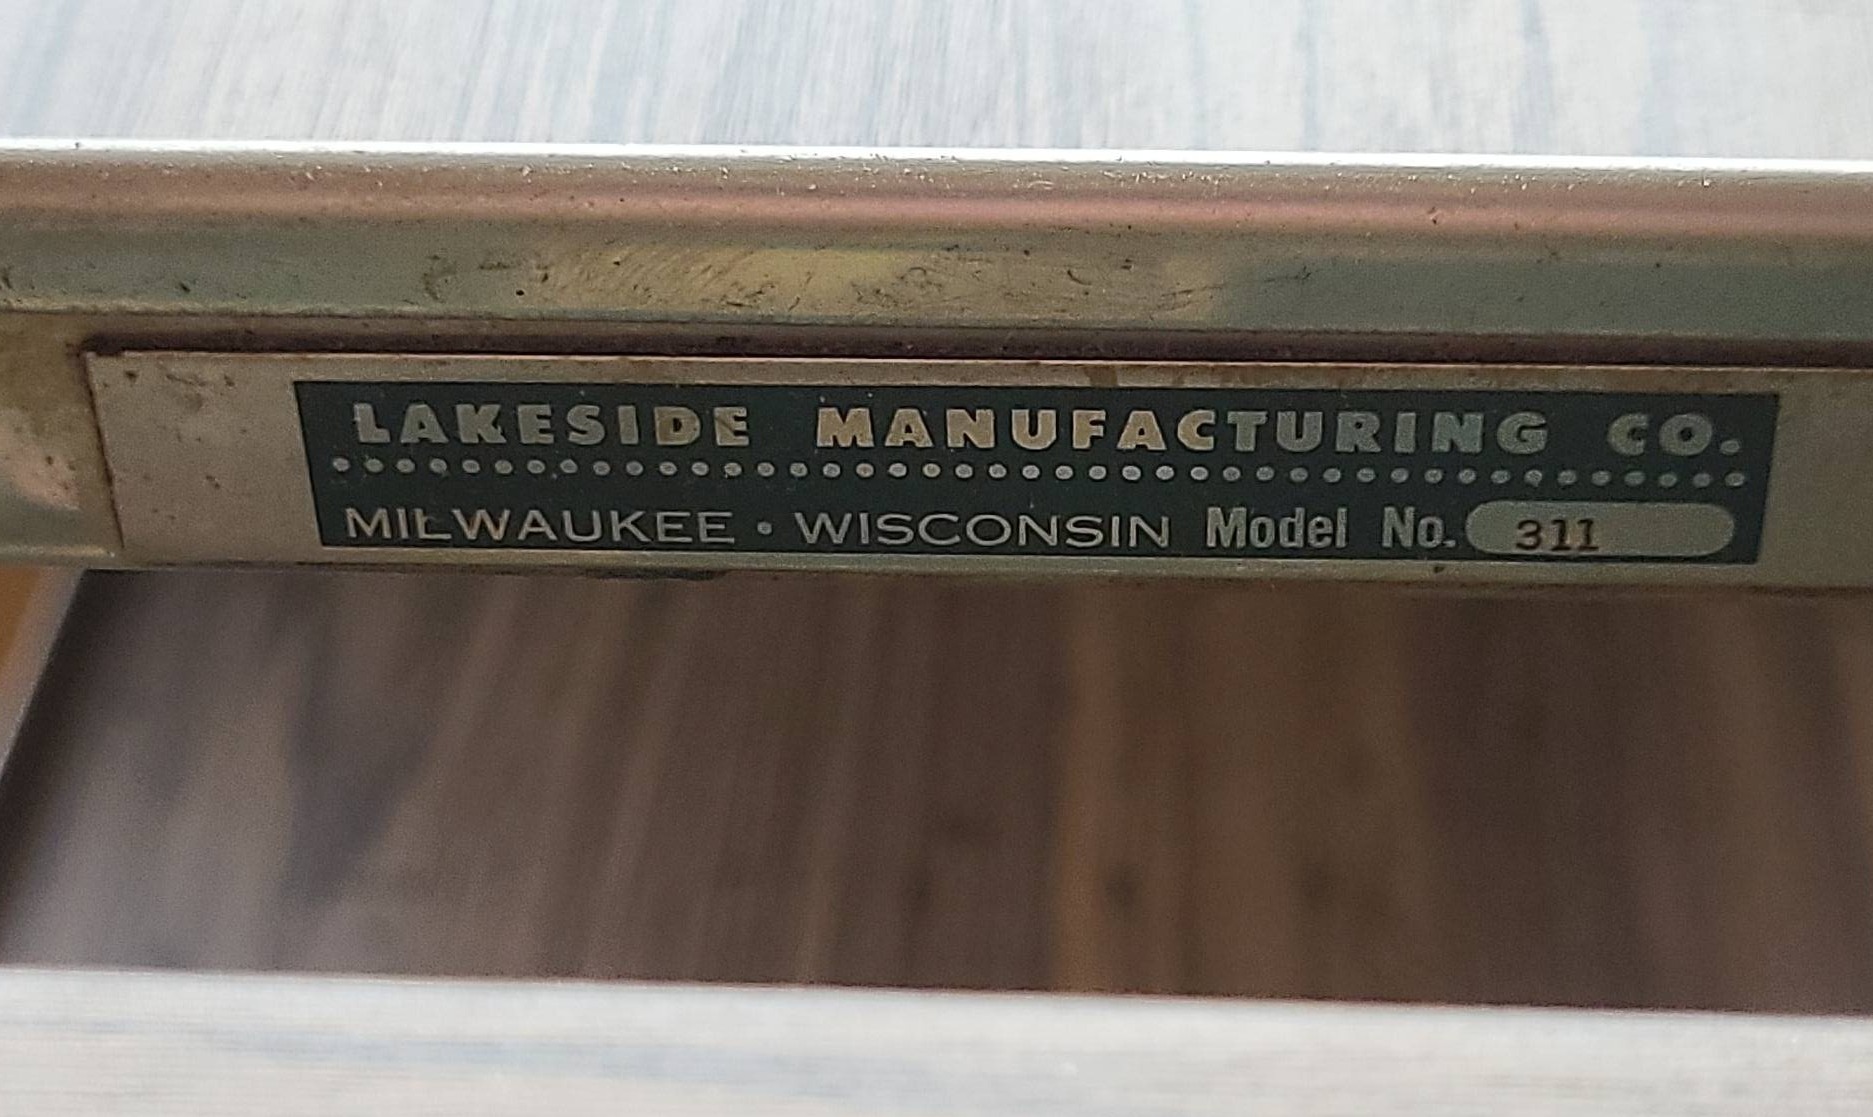 LAKESIDE MANUFACTURING CO.
MILWAUKEE • WISCONSIN Model No. 311